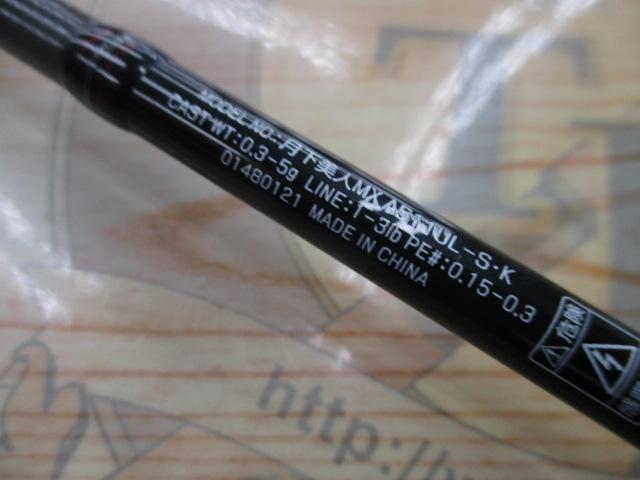 MODEL.NO-月下美人MX A55UL-S・K
CAST WT:0.3-5g LINE:1-3lb PE#:0.15-0.3
01480121 MADE IN CHINA
危険
http://